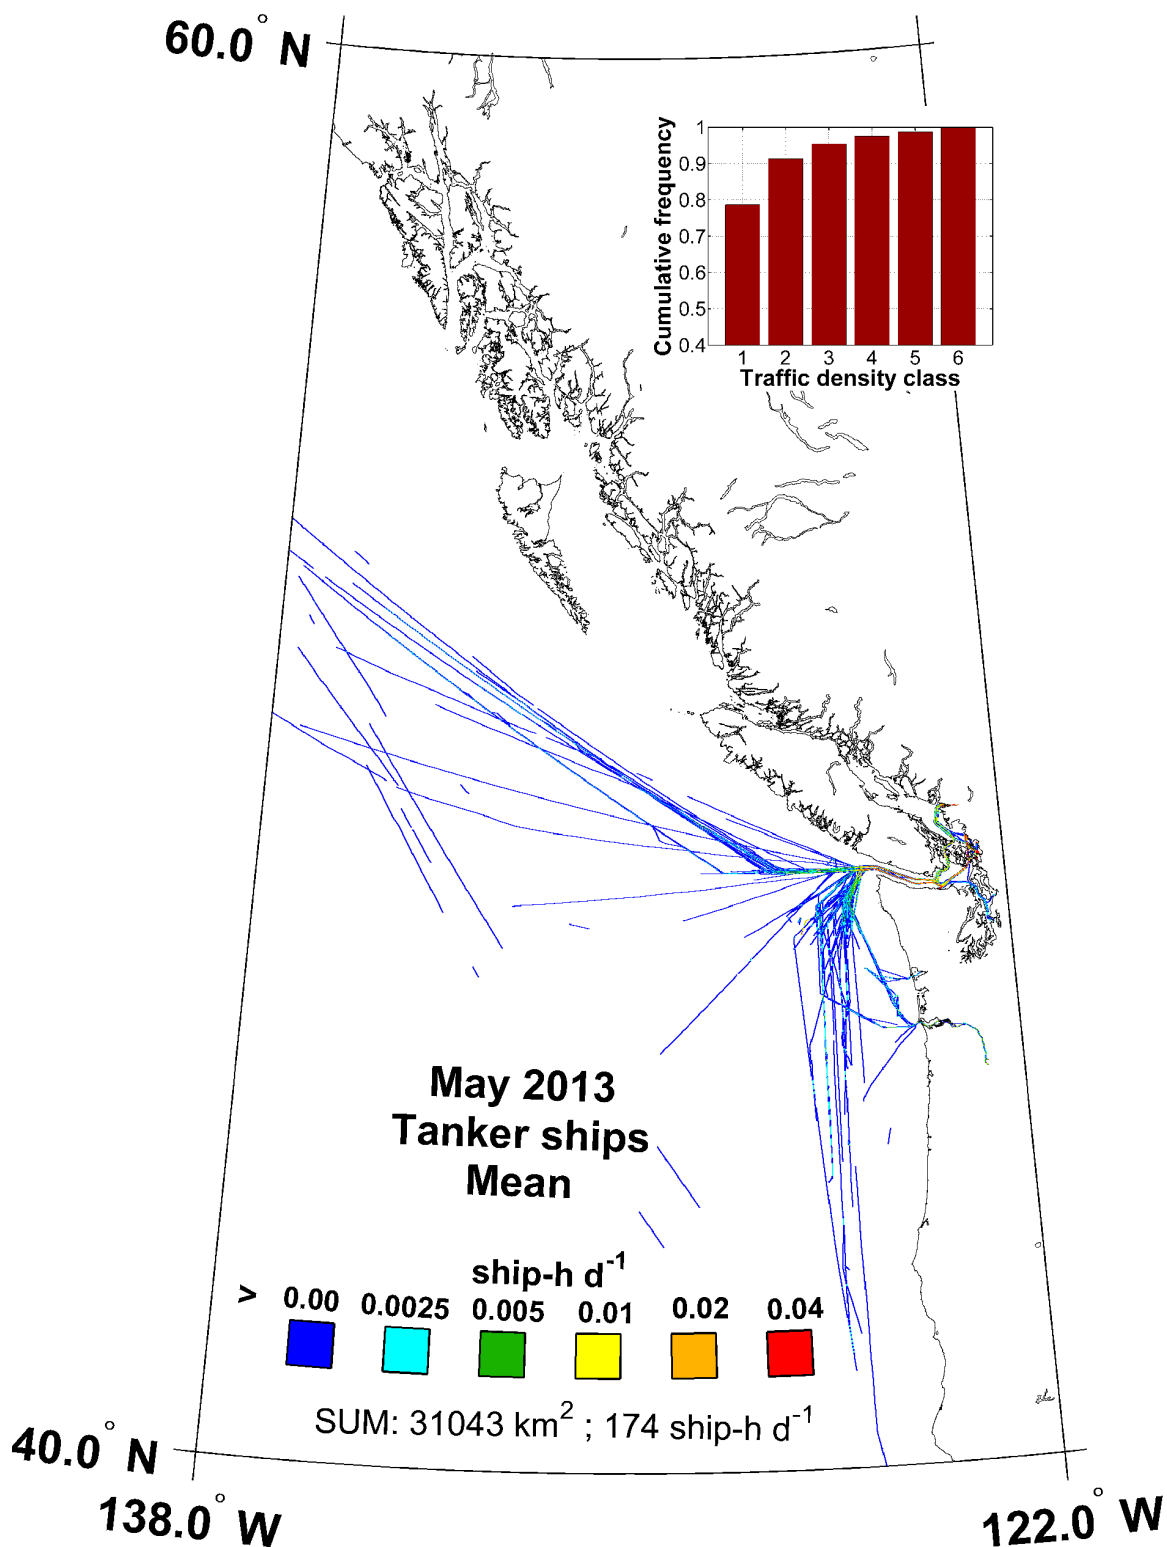 60.0° N
Cumulative frequency
1
0.9
0.8
0.7
0.6
0.5
0.4
1 2 3 4 5 6
Traffic density class
May 2013
Tanker ships
Mean
ship-h d⁻¹
> 0.00 0.0025 0.005 0.01 0.02 0.04
SUM: 31043 km² ; 174 ship-h d⁻¹
40.0° N
138.0° W
122.0° W